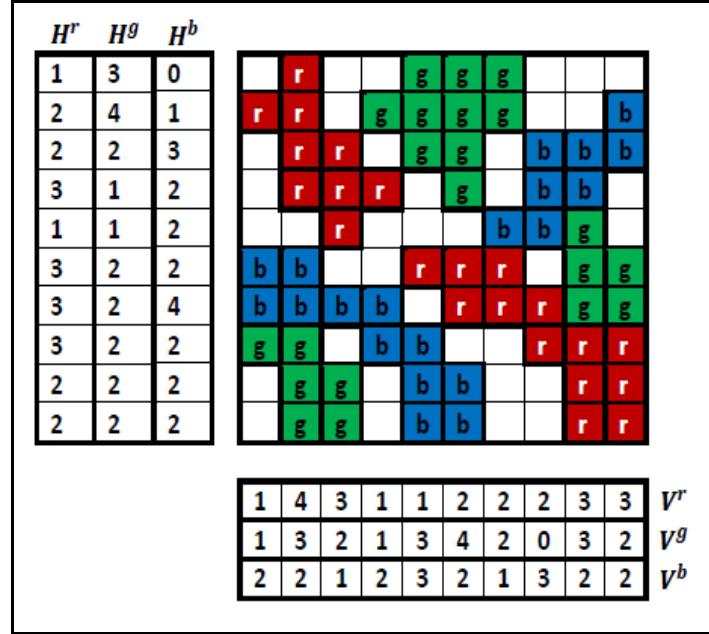 H^r H^g H^b
1 3 0 r g g g
2 4 1 r r g g g g b
2 2 3 r r g g b b b
3 1 2 r r r g b b
1 1 2 r b b g
3 2 2 b b r r r g g
3 2 4 b b b b r r r g g
3 2 2 g g b b r r r
2 2 2 g g b b r r
2 2 2 g g b b r r
1 4 3 1 1 2 2 2 3 3 V^r
1 3 2 1 3 4 2 0 3 2 V^g
2 2 1 2 3 2 1 3 2 2 V^b